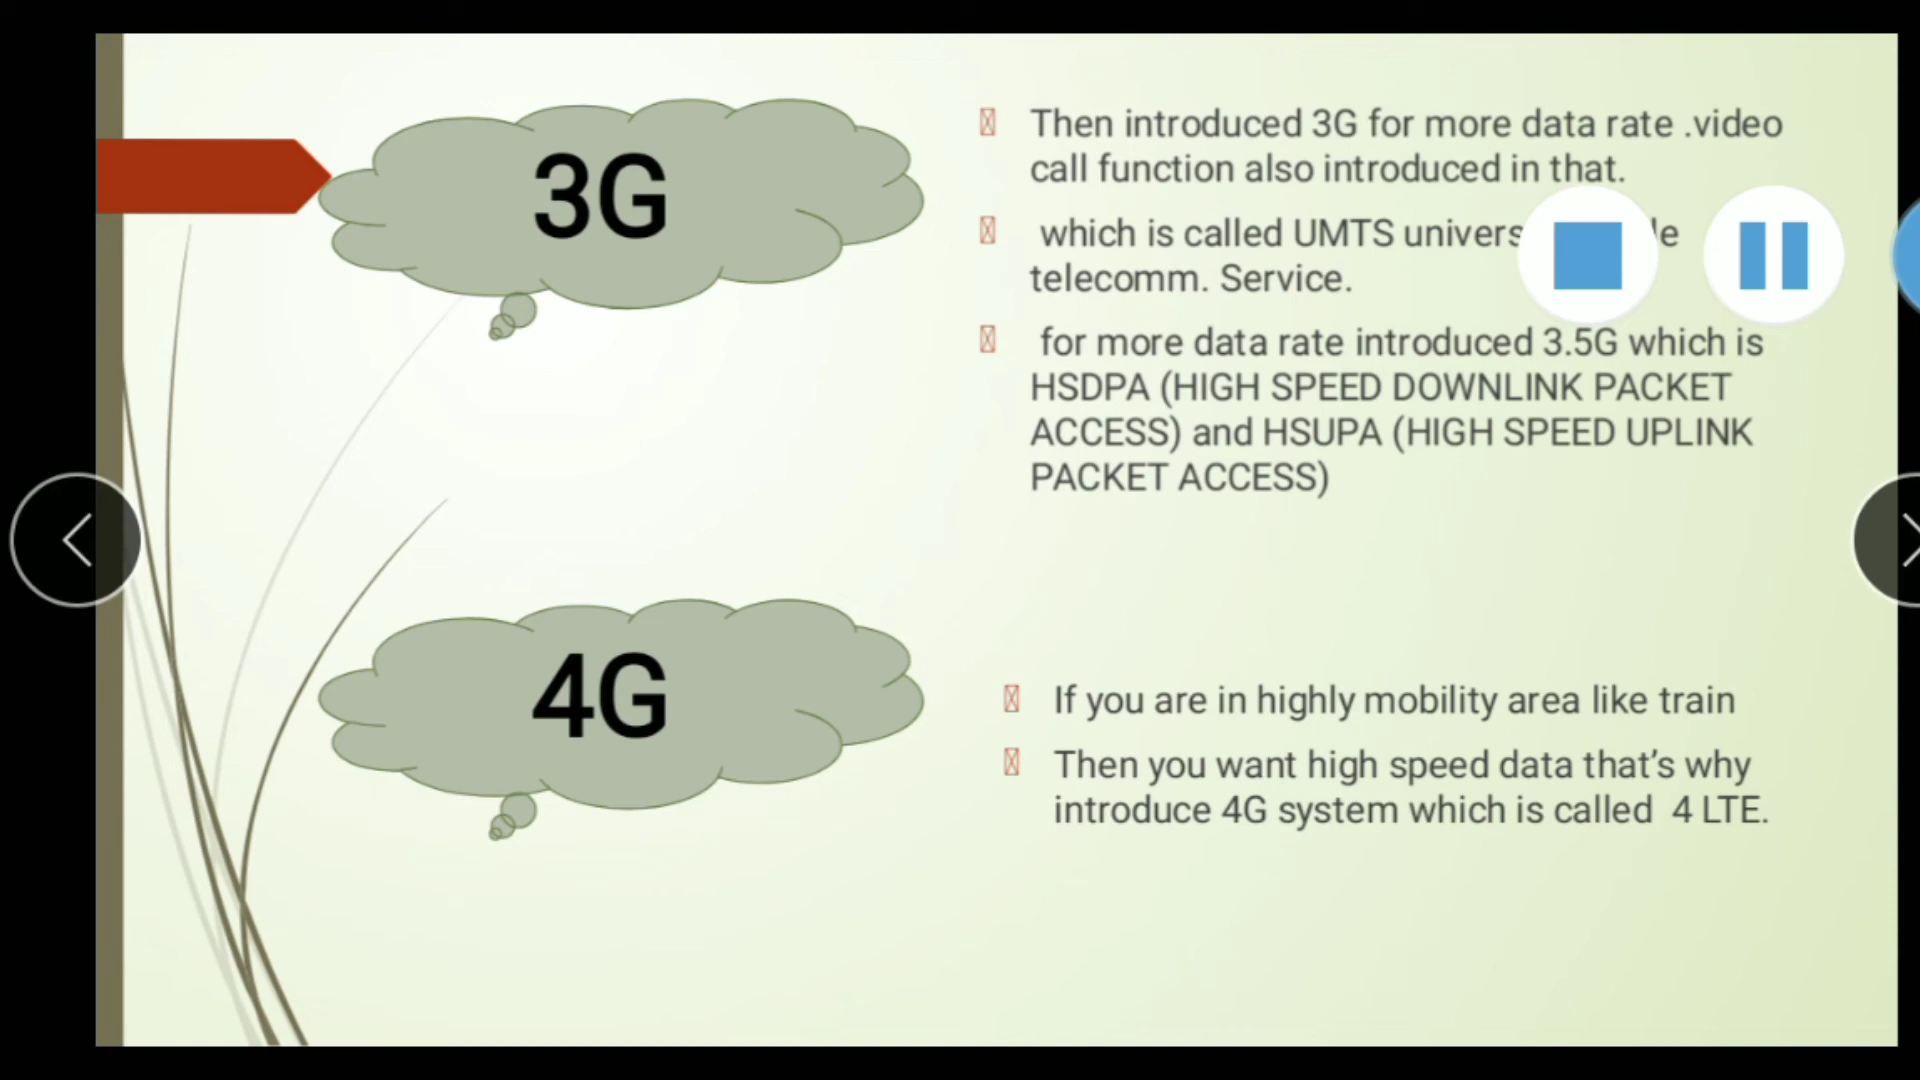 3G
Then introduced 3G for more data rate .video
call function also introduced in that.
which is called UMTS
telecomm. Service.
for more data rate introduced 3.5G which is
HSDPA (HIGH SPEED DOWNLINK PACKET
ACCESS) and HSUPA (HIGH SPEED UPLINK
PACKET ACCESS)
4G
If you are in highly mobility area like train
Then you want high speed data that’s why
introduce 4G system which is called 4 LTE.